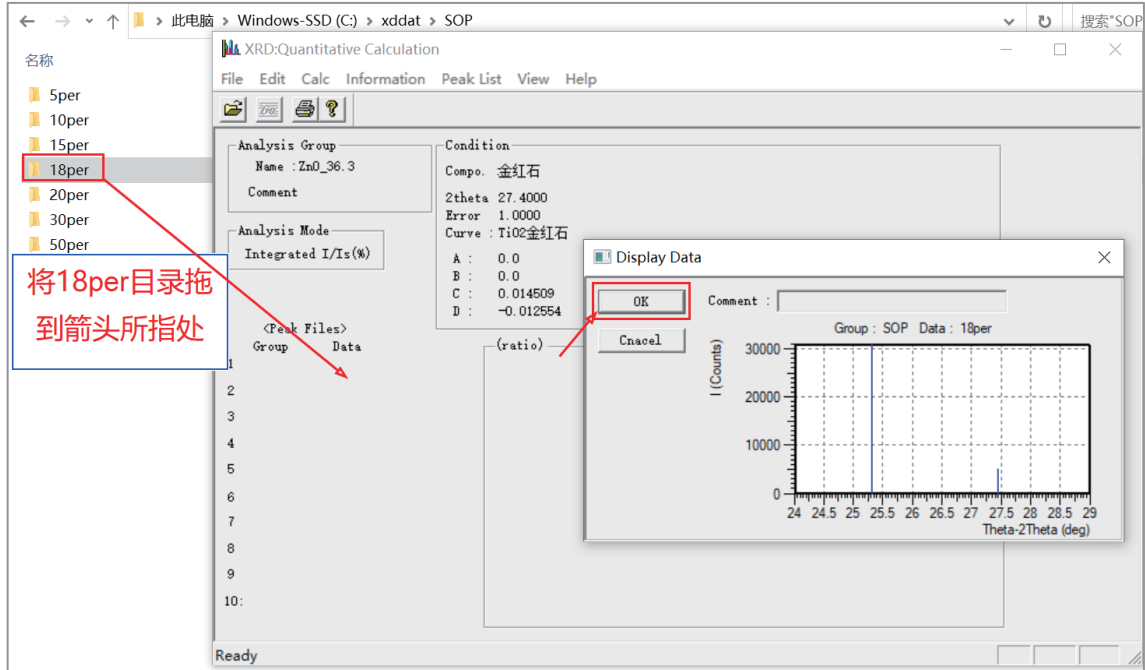 此电脑 > Windows-SSD (C:) > xddat > SOP
搜索"SOP
名称
5per
10per
15per
18per
20per
30per
50per
将18per目录拖
到箭头所指处
XRD:Quantitative Calculation
File Edit Calc Information Peak List View Help
Analysis Group
Name :ZnO_36.3
Comment
Analysis Mode
Integrated I/Is(%)
Condition
Compo. 金红石
2theta 27.4000
Error 1.0000
Curve : TiO2金红石
A : 0.0
B : 0.0
C : 0.014509
D : -0.012554
<Peak Files>
Group Data
(ratio)
1
2
3
4
5
6
7
8
9
10:
Ready
Display Data
OK
Cnacel
Comment :
Group : SOP Data : 18per
I (Counts)
30000
20000
10000
0
24 24.5 25 25.5 26 26.5 27 27.5 28 28.5 29
Theta-2Theta (deg)